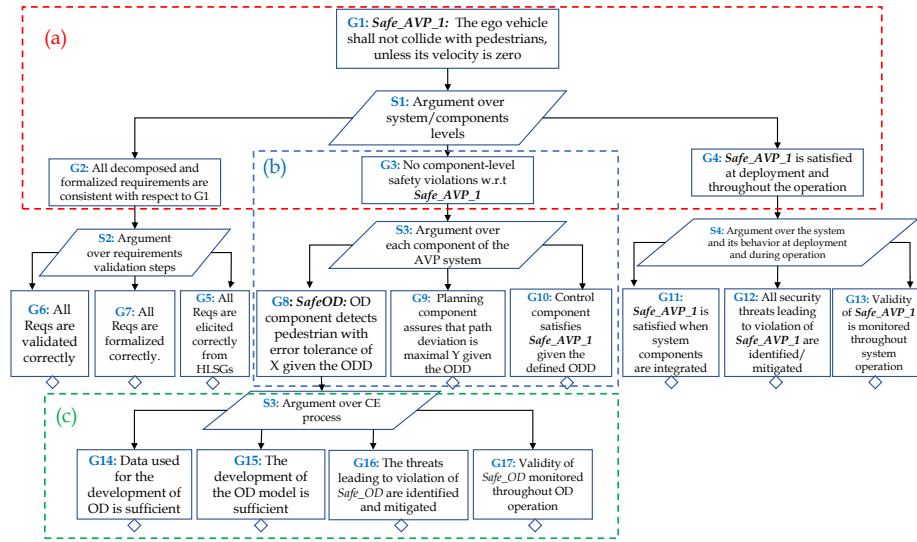 (a)
G1: Safe_AVP_1: The ego vehicle
shall not collide with pedestrians,
unless its velocity is zero
S1: Argument over
system/components
levels
G2: All decomposed and
formalized requirements are
consistent with respect to G1
(b)
G3: No component-level
safety violations w.r.t
Safe_AVP_1
G4: Safe_AVP_1 is satisfied
at deployment and
throughout the operation
S2: Argument
over requirements
validation steps
S3: Argument over
each component of the
AVP system
S4: Argument over the system
and its behavior at deployment
and during operation
G6: All
Reqs are
validated
correctly
G7: All
Reqs are
formalized
correctly.
G5: All
Reqs are
elicited
correctly
from
HLSGs
G8: SafeOD: OD
component detects
pedestrian with
error tolerance of
X given the ODD
G9: Planning
component
assures that path
deviation is
maximal Y given
the ODD
G10: Control
component
satisfies
Safe_AVP_1
given the
defined ODD
G11:
Safe_AVP_1 is
satisfied when
system
components
are integrated
G12: All security
threats leading
to violation of
Safe_AVP_1 are
identified/
mitigated
G13: Validity
of Safe_AVP_1
is monitored
throughout
system
operation
(c)
S3: Argument over CE
process
G14: Data used
for the
development of
OD is sufficient
G15: The
development of
the OD model is
sufficient
G16: The threats
leading to violation of
Safe_OD are identified
and mitigated
G17: Validity of
Safe_OD monitored
throughout OD
operation